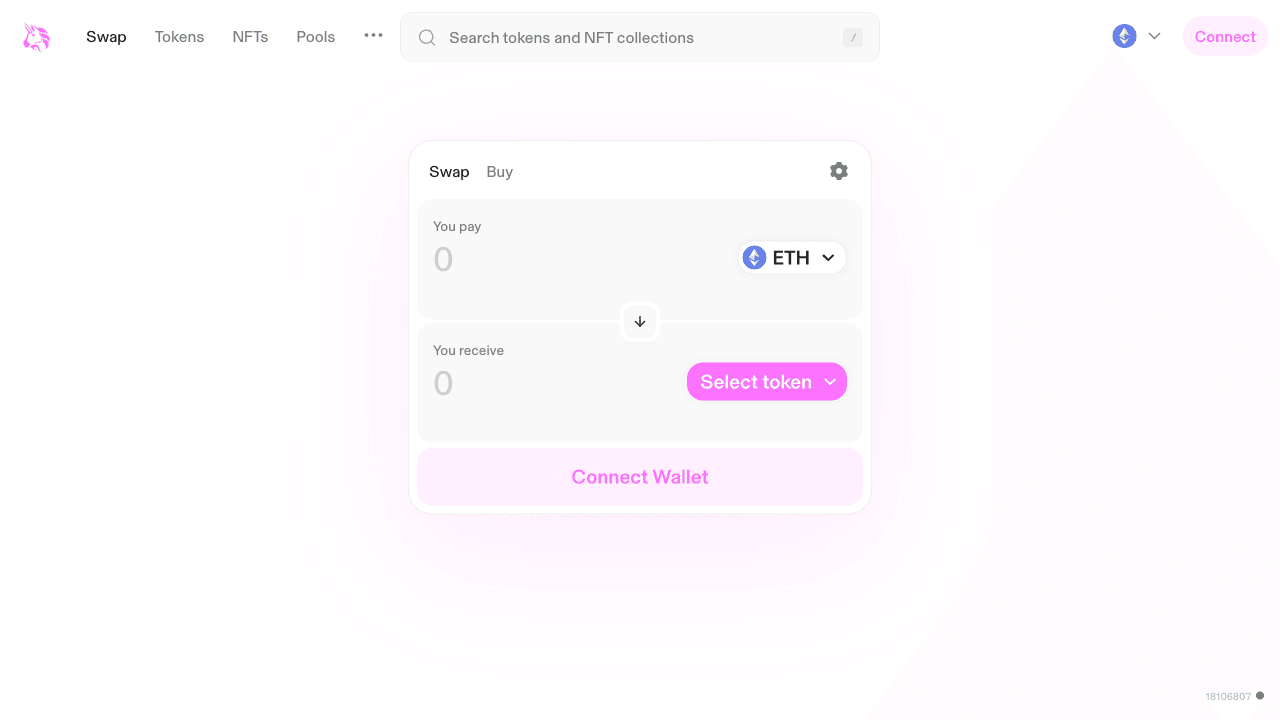 Swap Tokens NFTs Pools ••• Search tokens and NFT collections / Connect
Swap Buy
You pay
0 ETH
You receive
0 Select token
Connect Wallet
18106807